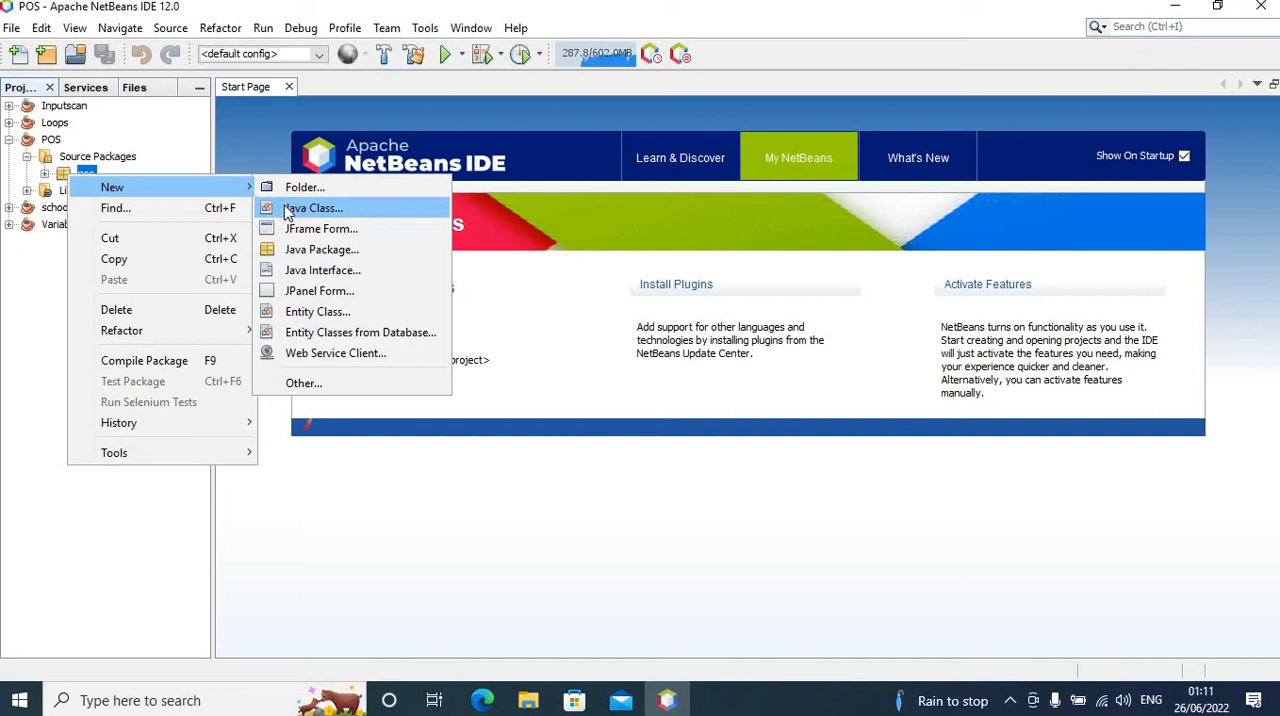 POS - Apache NetBeans IDE 12.0
File Edit View Navigate Source Refactor Run Debug Profile Team Tools Window Help
Search (Ctrl+I)
<default config>
287.8/602.0MB
Proj... Services Files
Start Page
Inputscan
Loops
POS
Source Packages
Apache
NetBeans IDE
Learn & Discover
My NetBeans
What's New
Show On Startup
New
Find... Ctrl+F
Cut Ctrl+X
Copy Ctrl+C
Paste Ctrl+V
Delete Delete
Refactor
Compile Package F9
Test Package Ctrl+F6
Run Selenium Tests
History
Tools
Folder...
Java Class...
JFrame Form...
Java Package...
Java Interface...
JPanel Form...
Entity Class...
Entity Classes from Database...
Web Service Client...
Other...
Install Plugins
Add support for other languages and
technologies by installing plugins from the
NetBeans Update Center.
Activate Features
NetBeans turns on functionality as you use it.
Start creating and opening projects and the IDE
will just activate the features you need, making
your experience quicker and cleaner.
Alternatively, you can activate features
manually.
Type here to search
Rain to stop
ENG
01:11
26/06/2022